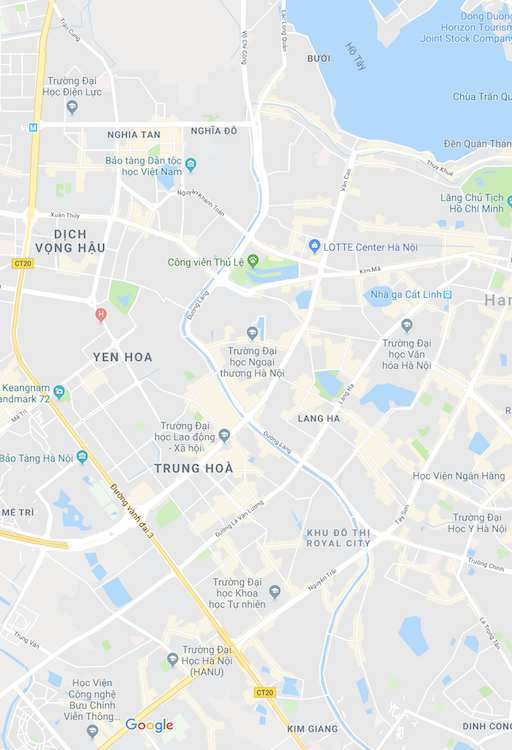 Dong Duong
Horizon Tourism
Joint Stock Company
Trần Cung
Võ Chí Công
Lạc Long Quân
Hồ Tây
BƯỞI
Trường Đại
Học Điện Lực
Chùa Trấn Qu
M
NGHIA TAN
NGHĨA ĐÔ
Đền Quán Thán
Thụy Khuê
Bảo tàng Dân tộc
học Việt Nam
Văn Cao
Nguyễn Khánh Toàn
Lăng Chủ Tịch
Hồ Chí Minh
Xuân Thủy
DỊCH
VỌNG HẬU
LOTTE Center Hà Nội
CT20
Công viên Thủ Lệ
Kim Mã
Nhà ga Cát Linh
Han
H
Đường Láng
YEN HOA
Trường Đại
học Ngoại
thương Hà Nội
Trường Đại
học Văn
hóa Hà Nội
Keangnam
andmark 72
Mễ Trì
Láng Hạ
LANG HA
Trường Đại
học Lao động
- Xã hội
Đường Láng
Bảo Tàng Hà Nội
TRUNG HOÀ
Học Viện Ngân Hàng
Đường vành đai 3
MỄ TRÌ
Đường Lê Văn Lương
Tây Sơn
Trường Đại
học Y Hà Nội
KHU ĐÔ THỊ
ROYAL CITY
Trường Chinh
Nguyễn Trãi
Trường Đại
học Khoa
học Tự nhiên
Lê Trọng Tấn
Trung Văn
Trường Đại
Học Hà Nội
(HANU)
Học Viện
Công nghệ
Bưu Chính
Viễn Thông...
CT20
Google
KIM GIANG
DINH CONG